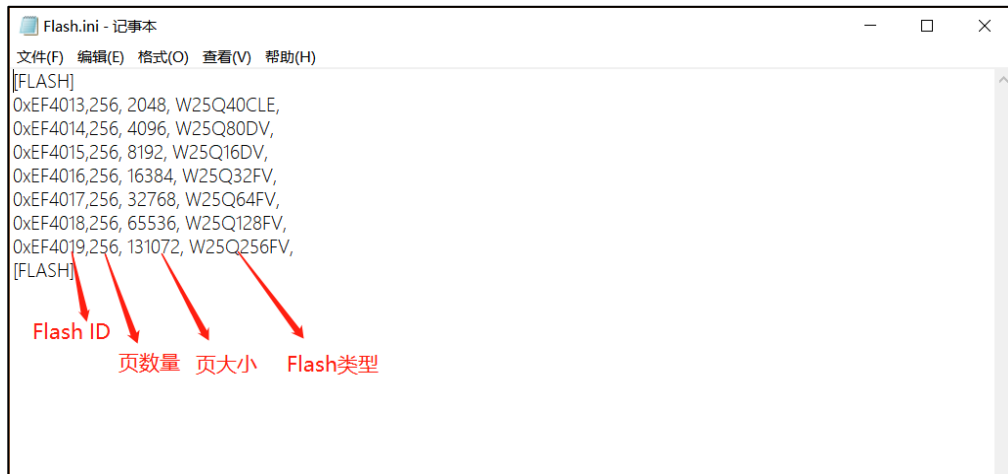 Flash.ini - 记事本
文件(F) 编辑(E) 格式(O) 查看(V) 帮助(H)
[FLASH]
0xEF4013,256, 2048, W25Q40CLE,
0xEF4014,256, 4096, W25Q80DV,
0xEF4015,256, 8192, W25Q16DV,
0xEF4016,256, 16384, W25Q32FV,
0xEF4017,256, 32768, W25Q64FV,
0xEF4018,256, 65536, W25Q128FV,
0xEF4019,256, 131072, W25Q256FV,
[FLASH]
Flash ID
页数量 页大小 Flash类型